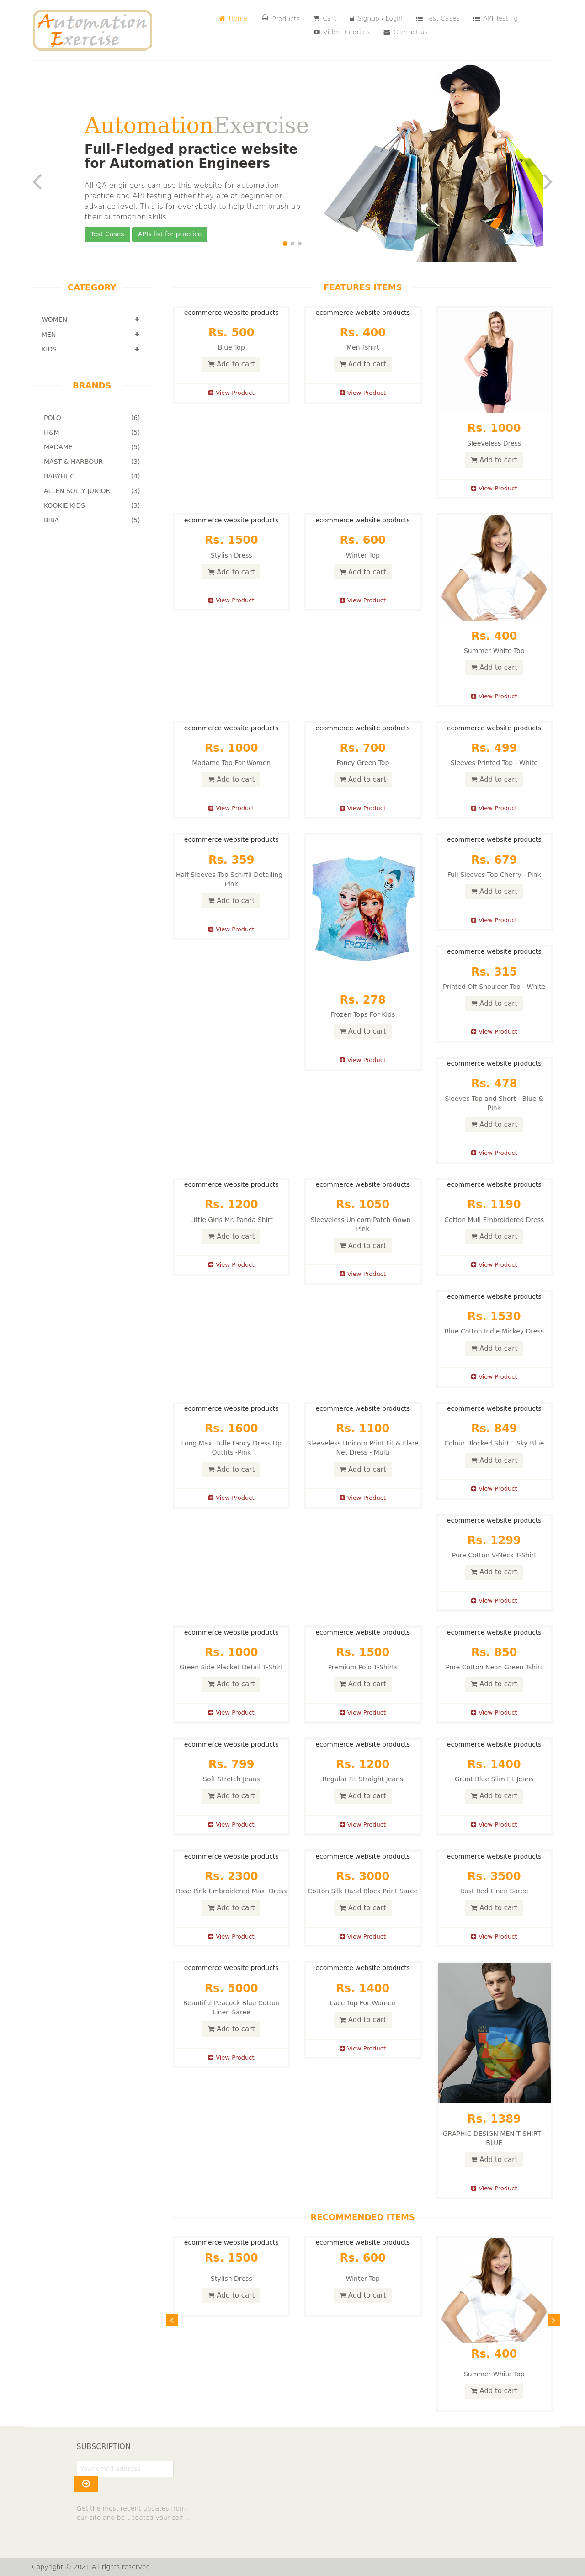 Automation
Exercise
Home
Products
Cart
Signup / Login
Test Cases
API Testing
Video Tutorials
Contact us
AutomationExercise
Full-Fledged practice website
for Automation Engineers
All QA engineers can use this website for automation
practice and API testing either they are at beginner or
advance level. This is for everybody to help them brush up
their automation skills.
Test Cases
APIs list for practice
CATEGORY
WOMEN
MEN
KIDS
BRANDS
POLO (6)
H&M (5)
MADAME (5)
MAST & HARBOUR (3)
BABYHUG (4)
ALLEN SOLLY JUNIOR (3)
KOOKIE KIDS (3)
BIBA (5)
FEATURES ITEMS
ecommerce website products
Rs. 500
Blue Top
Add to cart
View Product
ecommerce website products
Rs. 400
Men Tshirt
Add to cart
View Product
Rs. 1000
Sleeveless Dress
Add to cart
View Product
ecommerce website products
Rs. 1500
Stylish Dress
Add to cart
View Product
ecommerce website products
Rs. 600
Winter Top
Add to cart
View Product
Rs. 400
Summer White Top
Add to cart
View Product
ecommerce website products
Rs. 1000
Madame Top For Women
Add to cart
View Product
ecommerce website products
Rs. 700
Fancy Green Top
Add to cart
View Product
ecommerce website products
Rs. 499
Sleeves Printed Top - White
Add to cart
View Product
ecommerce website products
Rs. 359
Half Sleeves Top Schiffli Detailing -
Pink
Add to cart
View Product
FROZEN
Rs. 278
Frozen Tops For Kids
Add to cart
View Product
ecommerce website products
Rs. 679
Full Sleeves Top Cherry - Pink
Add to cart
View Product
ecommerce website products
Rs. 315
Printed Off Shoulder Top - White
Add to cart
View Product
ecommerce website products
Rs. 478
Sleeves Top and Short - Blue &
Pink
Add to cart
View Product
ecommerce website products
Rs. 1200
Little Girls Mr. Panda Shirt
Add to cart
View Product
ecommerce website products
Rs. 1050
Sleeveless Unicorn Patch Gown -
Pink
Add to cart
View Product
ecommerce website products
Rs. 1190
Cotton Mull Embroidered Dress
Add to cart
View Product
ecommerce website products
Rs. 1530
Blue Cotton Indie Mickey Dress
Add to cart
View Product
ecommerce website products
Rs. 1600
Long Maxi Tulle Fancy Dress Up
Outfits -Pink
Add to cart
View Product
ecommerce website products
Rs. 1100
Sleeveless Unicorn Print Fit & Flare
Net Dress - Multi
Add to cart
View Product
ecommerce website products
Rs. 849
Colour Blocked Shirt – Sky Blue
Add to cart
View Product
ecommerce website products
Rs. 1299
Pure Cotton V-Neck T-Shirt
Add to cart
View Product
ecommerce website products
Rs. 1000
Green Side Placket Detail T-Shirt
Add to cart
View Product
ecommerce website products
Rs. 1500
Premium Polo T-Shirts
Add to cart
View Product
ecommerce website products
Rs. 850
Pure Cotton Neon Green Tshirt
Add to cart
View Product
ecommerce website products
Rs. 799
Soft Stretch Jeans
Add to cart
View Product
ecommerce website products
Rs. 1200
Regular Fit Straight Jeans
Add to cart
View Product
ecommerce website products
Rs. 1400
Grunt Blue Slim Fit Jeans
Add to cart
View Product
ecommerce website products
Rs. 2300
Rose Pink Embroidered Maxi Dress
Add to cart
View Product
ecommerce website products
Rs. 3000
Cotton Silk Hand Block Print Saree
Add to cart
View Product
ecommerce website products
Rs. 3500
Rust Red Linen Saree
Add to cart
View Product
ecommerce website products
Rs. 5000
Beautiful Peacock Blue Cotton
Linen Saree
Add to cart
View Product
ecommerce website products
Rs. 1400
Lace Top For Women
Add to cart
View Product
Rs. 1389
GRAPHIC DESIGN MEN T SHIRT -
BLUE
Add to cart
View Product
RECOMMENDED ITEMS
ecommerce website products
Rs. 1500
Stylish Dress
Add to cart
ecommerce website products
Rs. 600
Winter Top
Add to cart
Rs. 400
Summer White Top
Add to cart
SUBSCRIPTION
Your email address
Get the most recent updates from
our site and be updated your self...
Copyright © 2021 All rights reserved